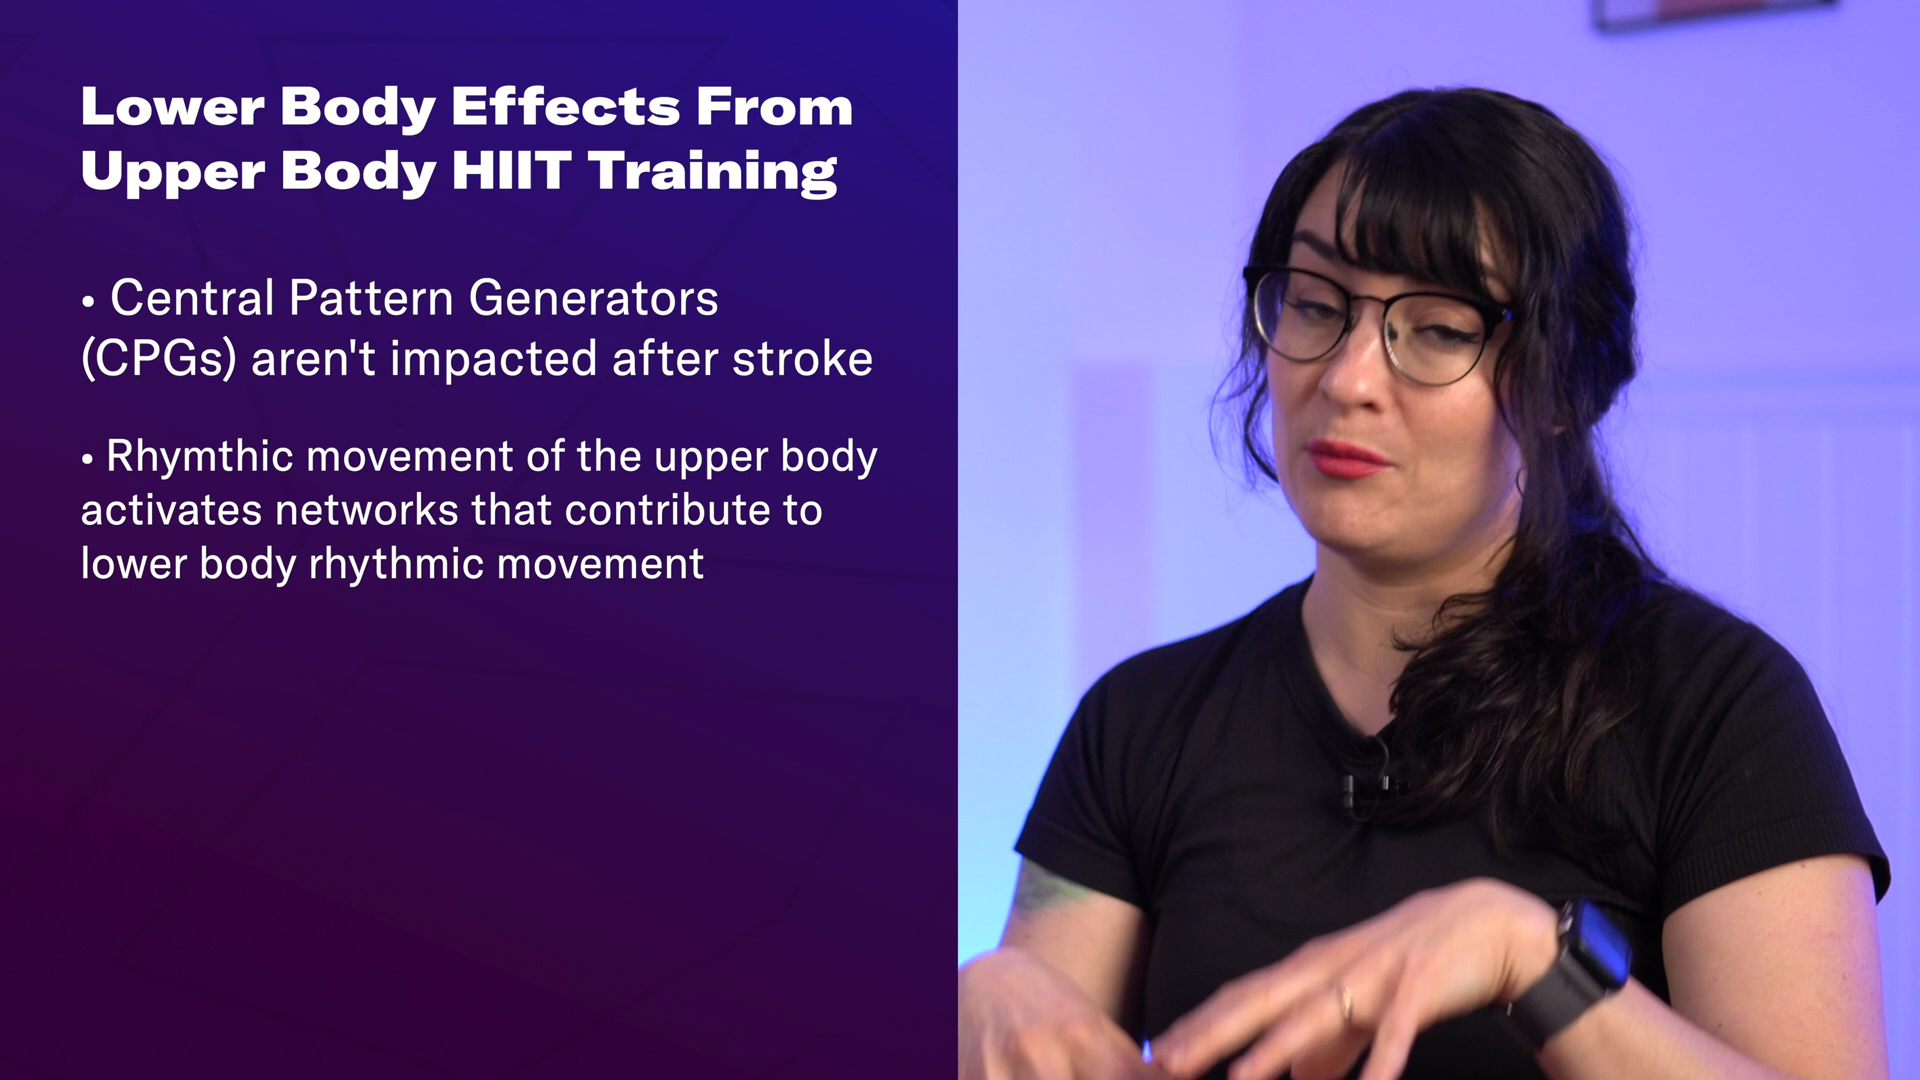 Lower Body Effects From
Upper Body HIIT Training
• Central Pattern Generators
(CPGs) aren't impacted after stroke
• Rhymthic movement of the upper body
activates networks that contribute to
lower body rhythmic movement